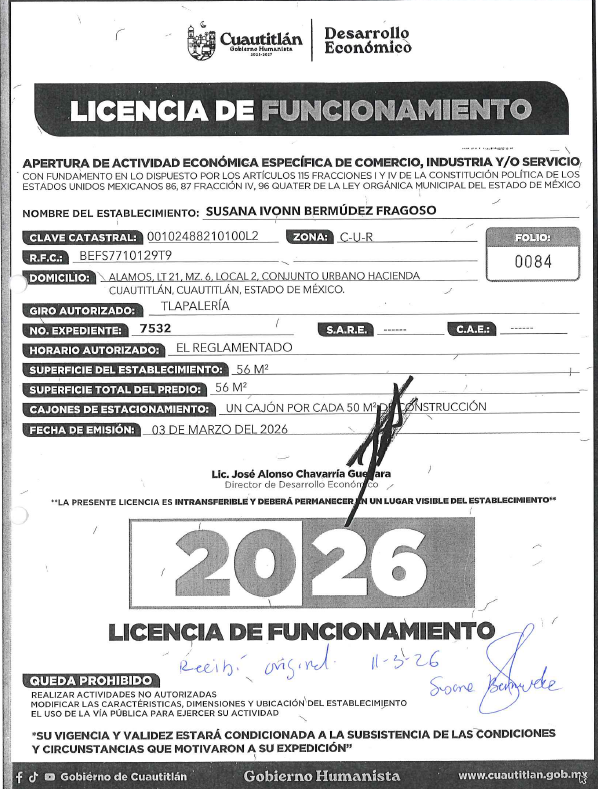 Cuautitlán
Gobierno Humanista
2025-2027
Desarrollo
Económico
LICENCIA DE FUNCIONAMIENTO
APERTURA DE ACTIVIDAD ECONÓMICA ESPECÍFICA DE COMERCIO, INDUSTRIA Y/O SERVICIO
CON FUNDAMENTO EN LO DISPUESTO POR LOS ARTÍCULOS 115 FRACCIONES I Y IV DE LA CONSTITUCIÓN POLÍTICA DE LOS
ESTADOS UNIDOS MEXICANOS 86, 87 FRACCIÓN IV, 96 QUATER DE LA LEY ORGÁNICA MUNICIPAL DEL ESTADO DE MÉXICO
NOMBRE DEL ESTABLECIMIENTO: SUSANA IVONN BERMÚDEZ FRAGOSO
CLAVE CATASTRAL: 00102488210100L2 ZONA: C-U-R
FOLIO:
0084
R.F.C.: BEFS7710129T9
DOMICILIO: ALAMOS, LT 21, MZ. 6, LOCAL 2, CONJUNTO URBANO HACIENDA
CUAUTITLÁN, CUAUTITLÁN, ESTADO DE MÉXICO.
GIRO AUTORIZADO: TLAPALERÍA
NO. EXPEDIENTE: 7532 S.A.R.E. ------ C.A.E.: ------
HORARIO AUTORIZADO: EL REGLAMENTADO
SUPERFICIE DEL ESTABLECIMIENTO: 56 M²
SUPERFICIE TOTAL DEL PREDIO: 56 M²
CAJONES DE ESTACIONAMIENTO: UN CAJÓN POR CADA 50 M² DE CONSTRUCCIÓN
FECHA DE EMISIÓN: 03 DE MARZO DEL 2026
Lic. José Alonso Chavarría Guevara
Director de Desarrollo Económico
**LA PRESENTE LICENCIA ES INTRANSFERIBLE Y DEBERÁ PERMANECER EN UN LUGAR VISIBLE DEL ESTABLECIMIENTO**
2026
LICENCIA DE FUNCIONAMIENTO
Recibí original 11-3-26
Susana Bermúdez
QUEDA PROHIBIDO
REALIZAR ACTIVIDADES NO AUTORIZADAS
MODIFICAR LAS CARACTERÍSTICAS, DIMENSIONES Y UBICACIÓN DEL ESTABLECIMIENTO
EL USO DE LA VÍA PÚBLICA PARA EJERCER SU ACTIVIDAD
"SU VIGENCIA Y VALIDEZ ESTARÁ CONDICIONADA A LA SUBSISTENCIA DE LAS CONDICIONES
Y CIRCUNSTANCIAS QUE MOTIVARON A SU EXPEDICIÓN"
Gobierno de Cuautitlán Gobierno Humanista www.cuautitlan.gob.mx